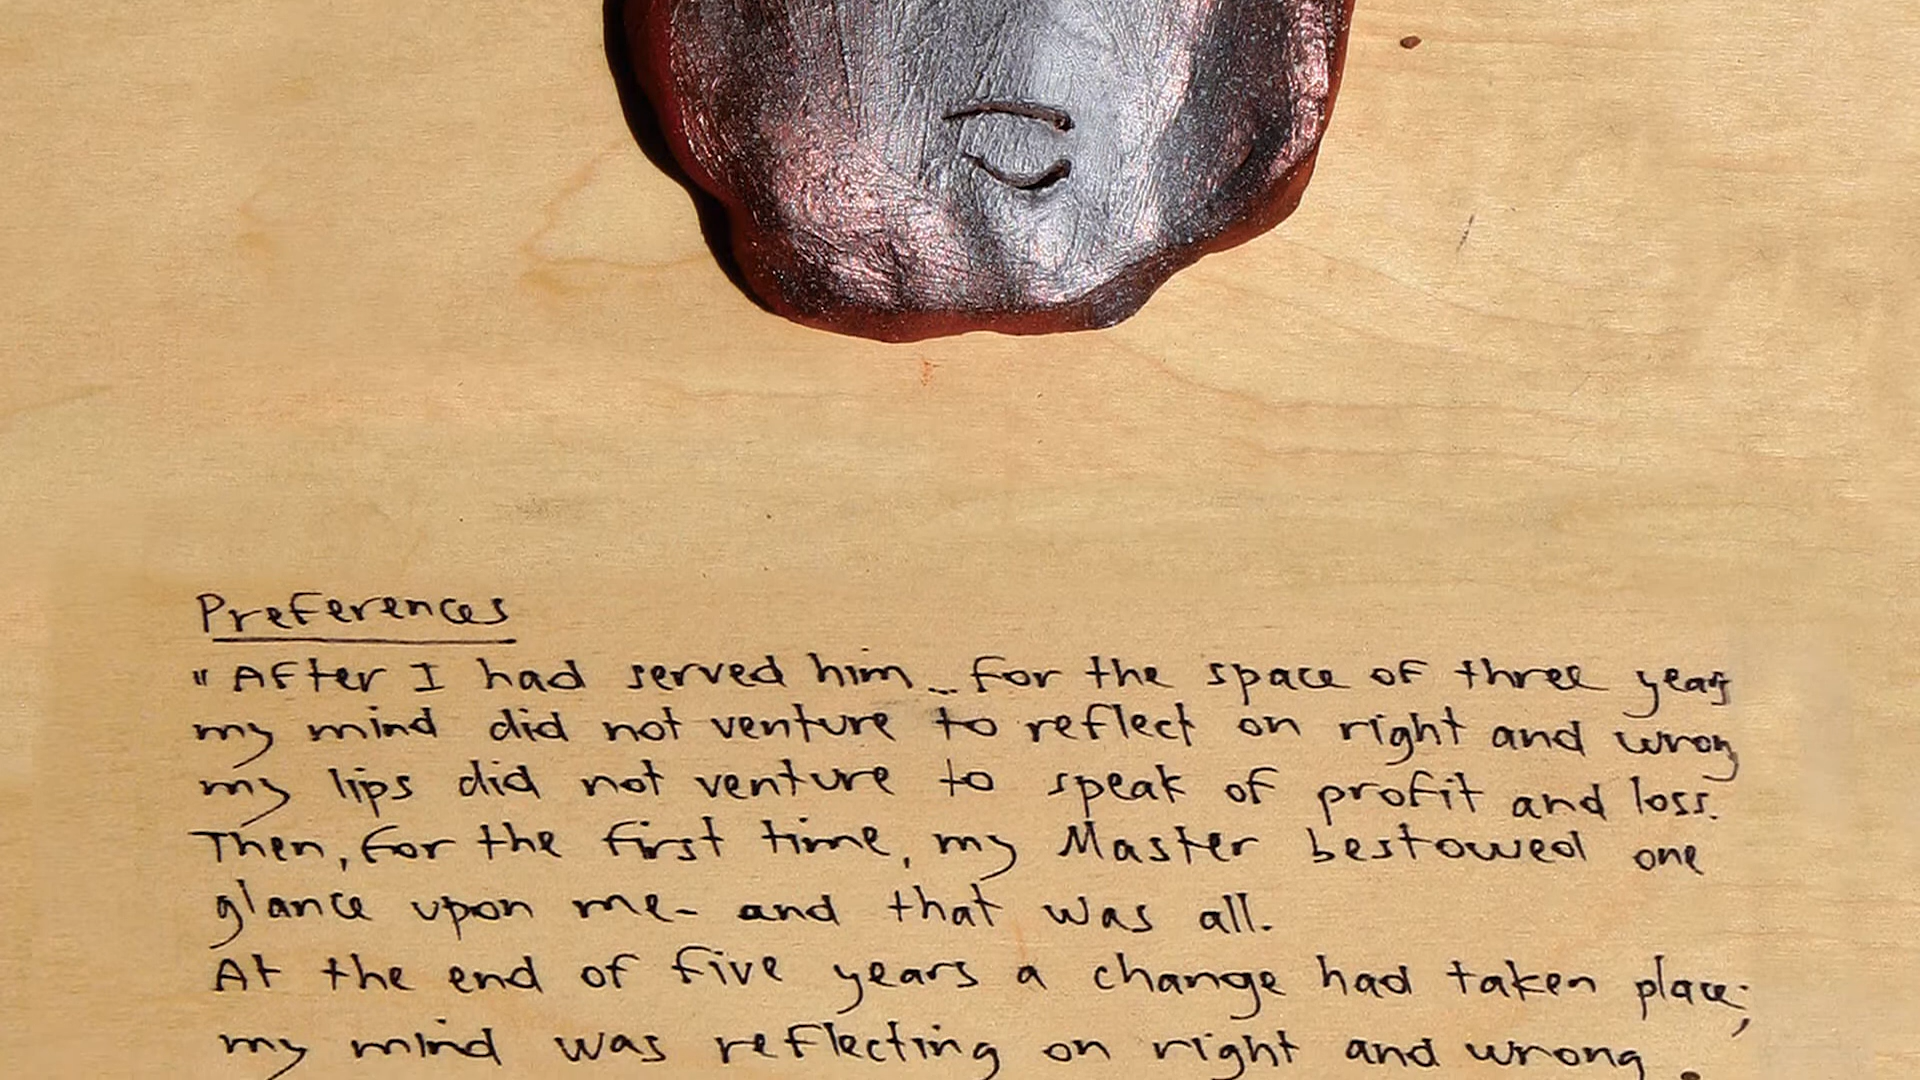 Preferences
"After I had served him... for the space of three years
my mind did not venture to reflect on right and wrong
my lips did not venture to speak of profit and loss.
Then, for the first time, my Master bestowed one
glance upon me- and that was all.
At the end of five years a change had taken place;
my mind was reflecting on right and wrong